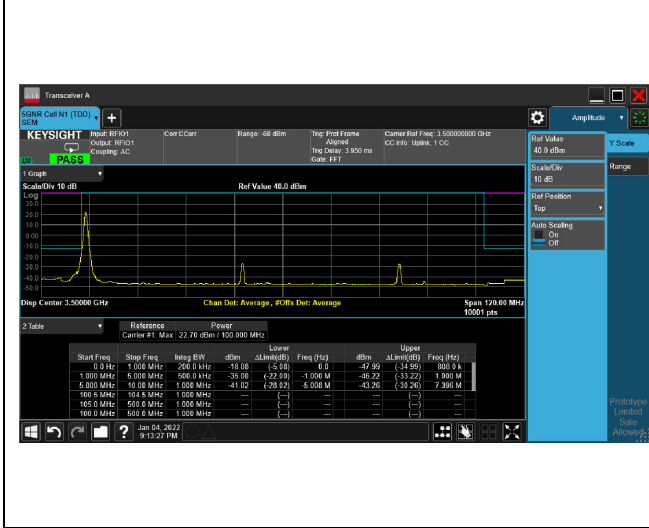 Transceiver A
5GNR Cell N1 (TDD)
SEM
Amplitude
KEYSIGHT
Input: RFIO1
Output: RFIO1
Coupling: AC
Corr CCorr
Range: -60 dBm
Trig: Prot Frame
Aligned
Trig Delay: 3.950 ms
Gate: FFT
Carrier Ref Freq: 3.500000000 GHz
CC Info: Uplink, 1 CC
LXI
PASS
Ref Value
40.0 dBm
Y Scale
Scale/Div
10 dB
Range
Ref Position
Top
Auto Scaling
On
Off
1 Graph
Scale/Div 10 dB
Ref Value 40.0 dBm
Log
30.0
20.0
10.0
0.00
-10.0
-20.0
-30.0
-40.0
-50.0
Disp Center 3.50000 GHz
Chan Det: Average, #Offs Det: Average
Span 120.00 MHz
10001 pts
2 Table
Reference Power
Carrier #1: Max 22.70 dBm / 100.000 MHz
Lower Upper
Start Freq Stop Freq Integ BW dBm ΔLimit(dB) Freq (Hz) dBm ΔLimit(dB) Freq (Hz)
0.0 Hz 1.000 MHz 200.0 kHz -18.08 (-5.08) 0.0 -47.99 (-34.99) 808.0 k
1.000 MHz 5.000 MHz 500.0 kHz -35.00 (-22.00) -1.000 M -46.22 (-33.22) 1.000 M
5.000 MHz 10.00 MHz 1.000 MHz -41.02 (-28.02) -5.008 M -43.26 (-30.26) 7.396 M
100.5 MHz 104.5 MHz 1.000 MHz --- (---) --- --- (---) ---
105.0 MHz 500.0 MHz 1.000 MHz --- (---) --- --- (---) ---
100.0 MHz 500.0 MHz 1.000 MHz --- (---) --- --- (---) ---
Prototype
Limited
Sale
Allowed
Jan 04, 2022
9:13:27 PM